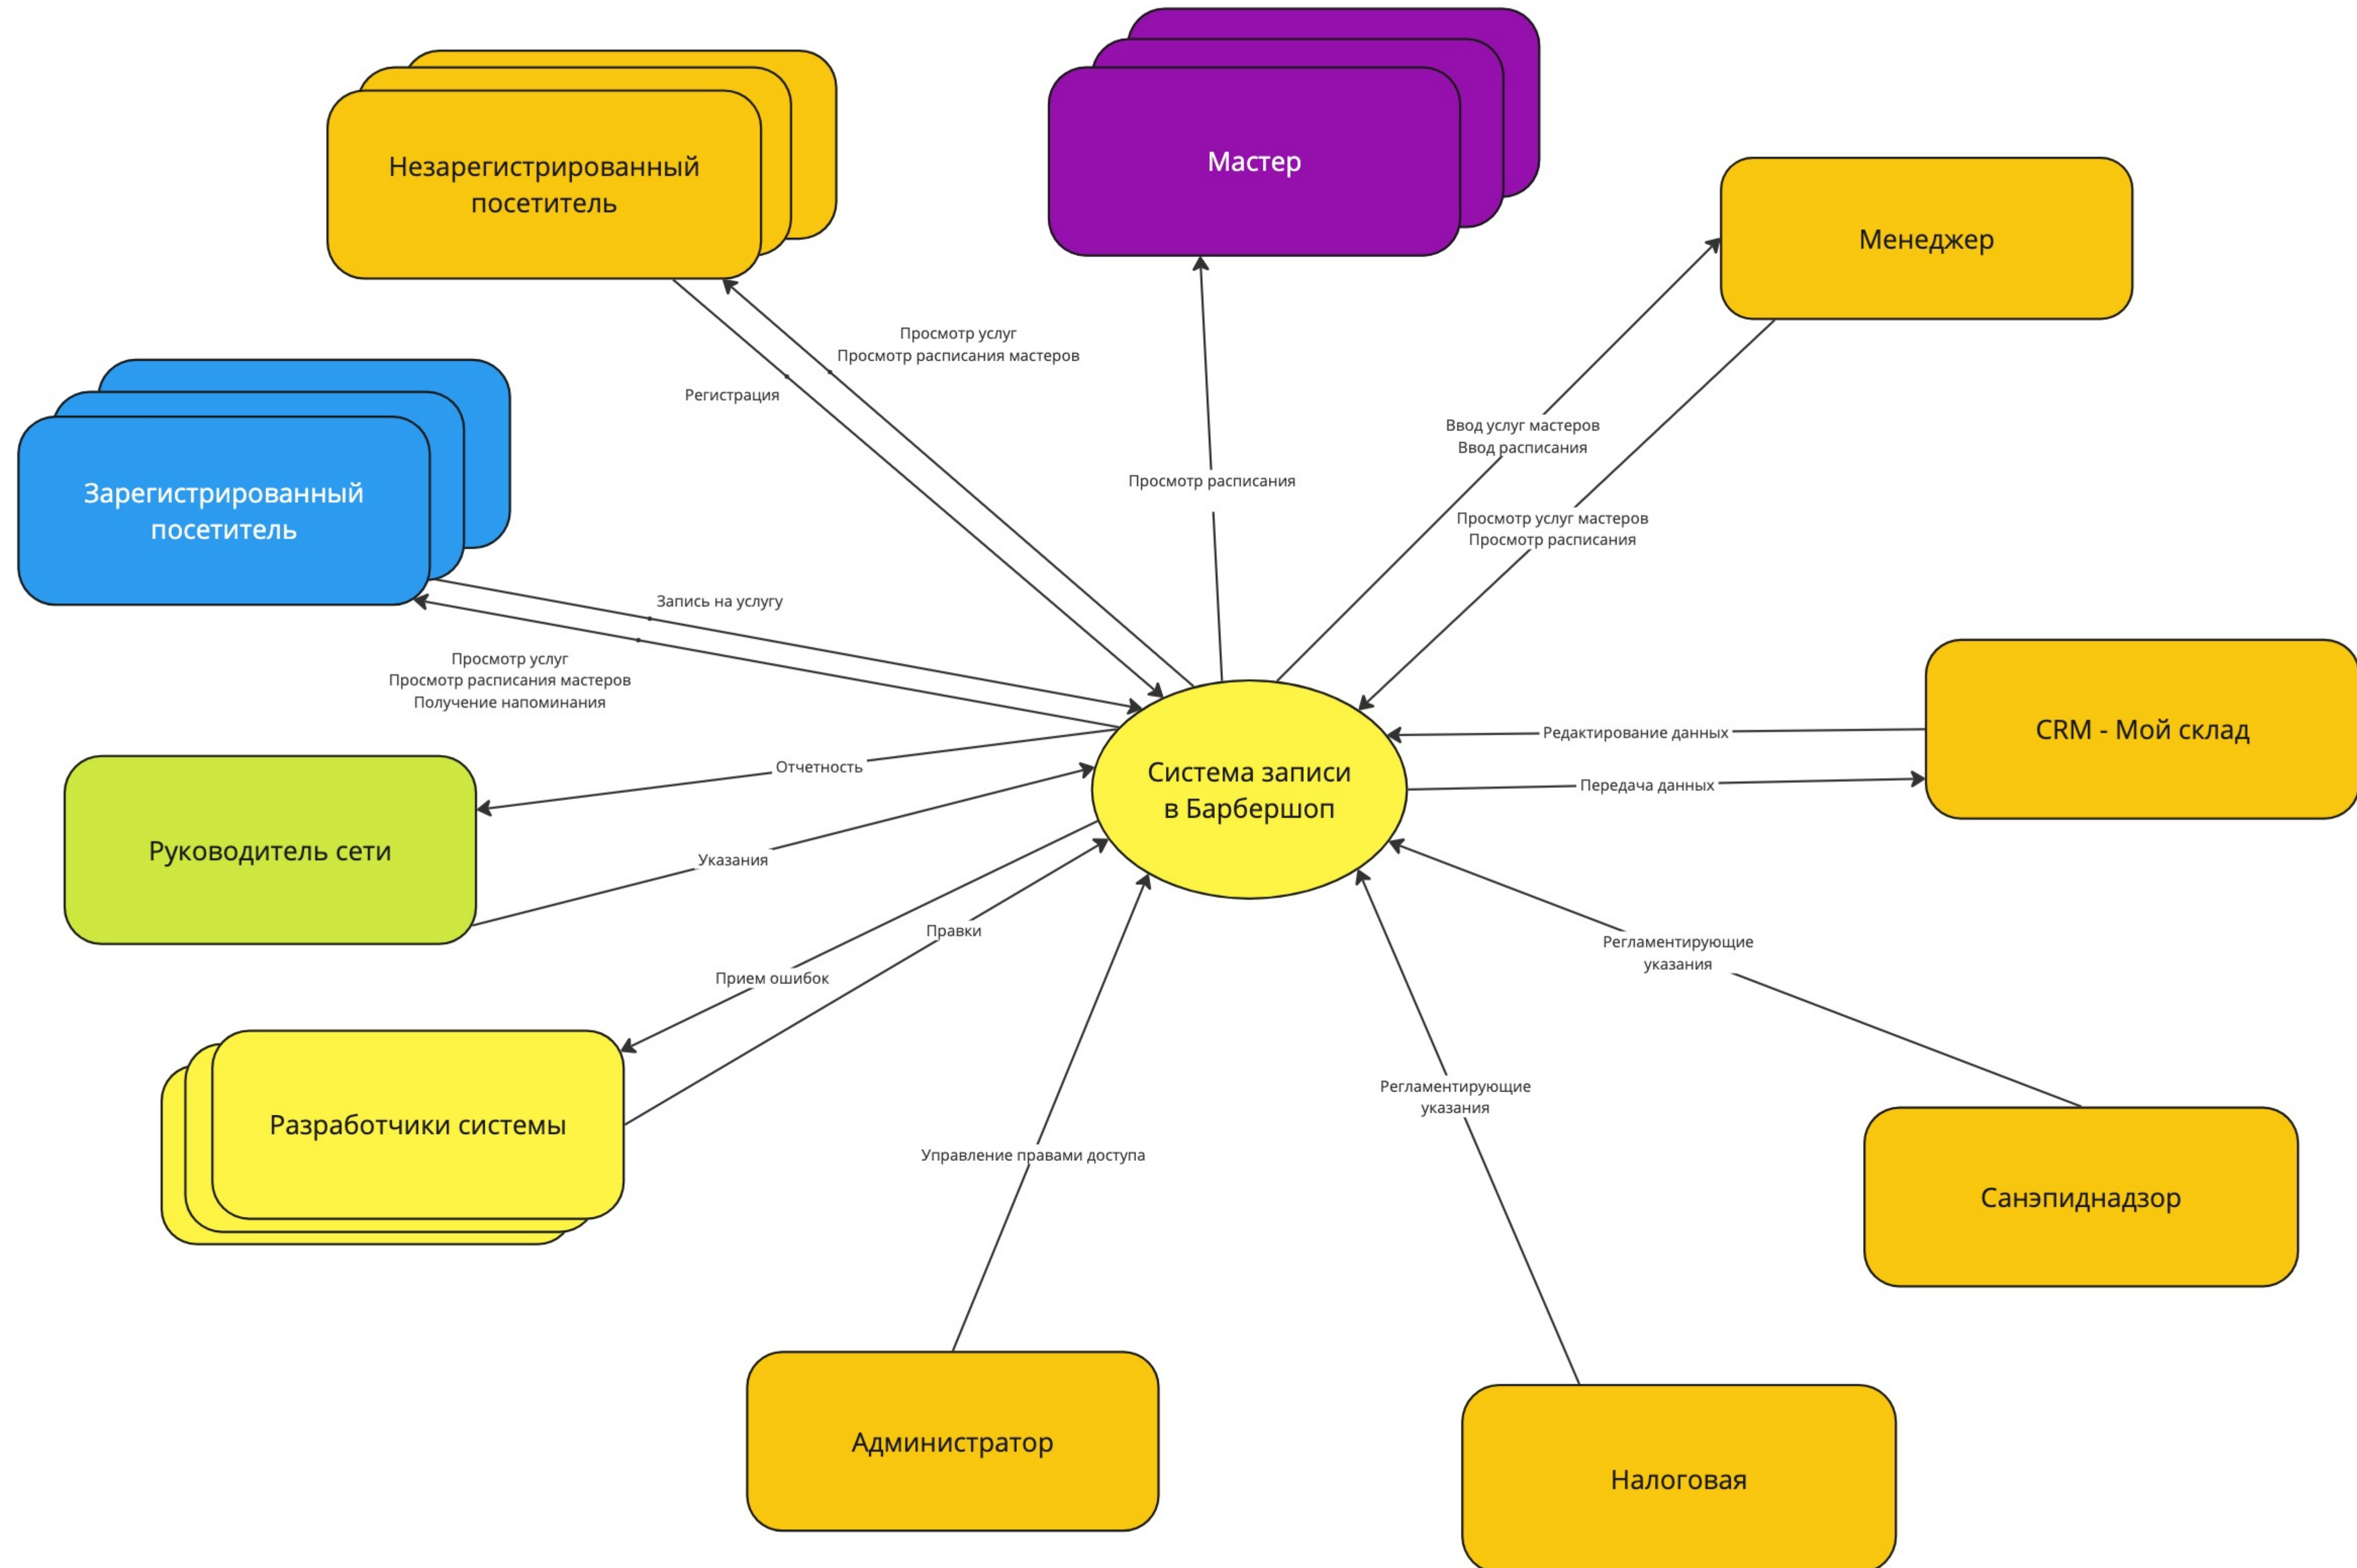 Незарегистрированный
посетитель
Мастер
Менеджер
Просмотр услуг
Просмотр расписания мастеров
Регистрация
Ввод услуг мастеров
Ввод расписания
Зарегистрированный
посетитель
Просмотр расписания
Просмотр услуг мастеров
Просмотр расписания
Запись на услугу
Просмотр услуг
Просмотр расписания мастеров
Получение напоминания
Редактирование данных
CRM - Мой склад
Отчетность
Система записи
в Барбершоп
Передача данных
Руководитель сети
Указания
Правки
Прием ошибок
Регламентирующие
указания
Разработчики системы
Регламентирующие
указания
Управление правами доступа
Санэпиднадзор
Администратор
Налоговая